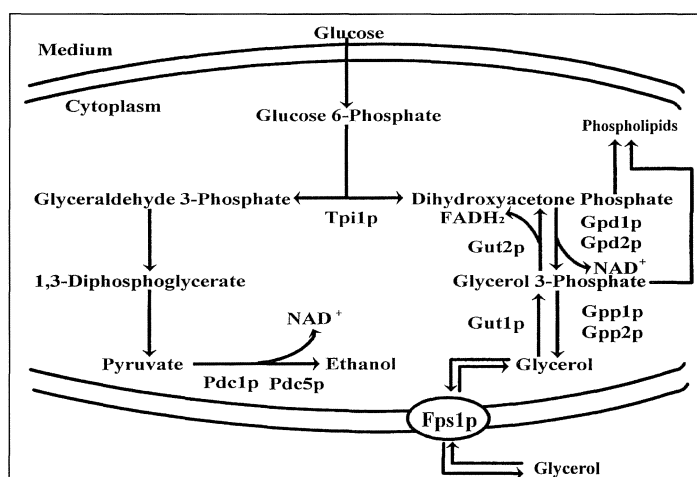 Glucose
Medium
Cytoplasm
Glucose 6-Phosphate
Phospholipids
Glyceraldehyde 3-Phosphate
Tpi1p
Dihydroxyacetone Phosphate
FADH₂
Gpd1p
Gut2p
Gpd2p
NAD⁺
1,3-Diphosphoglycerate
Glycerol 3-Phosphate
NAD⁺
Gut1p
Gpp1p
Gpp2p
Pyruvate
Ethanol
Glycerol
Pdc1p Pdc5p
Fps1p
Glycerol